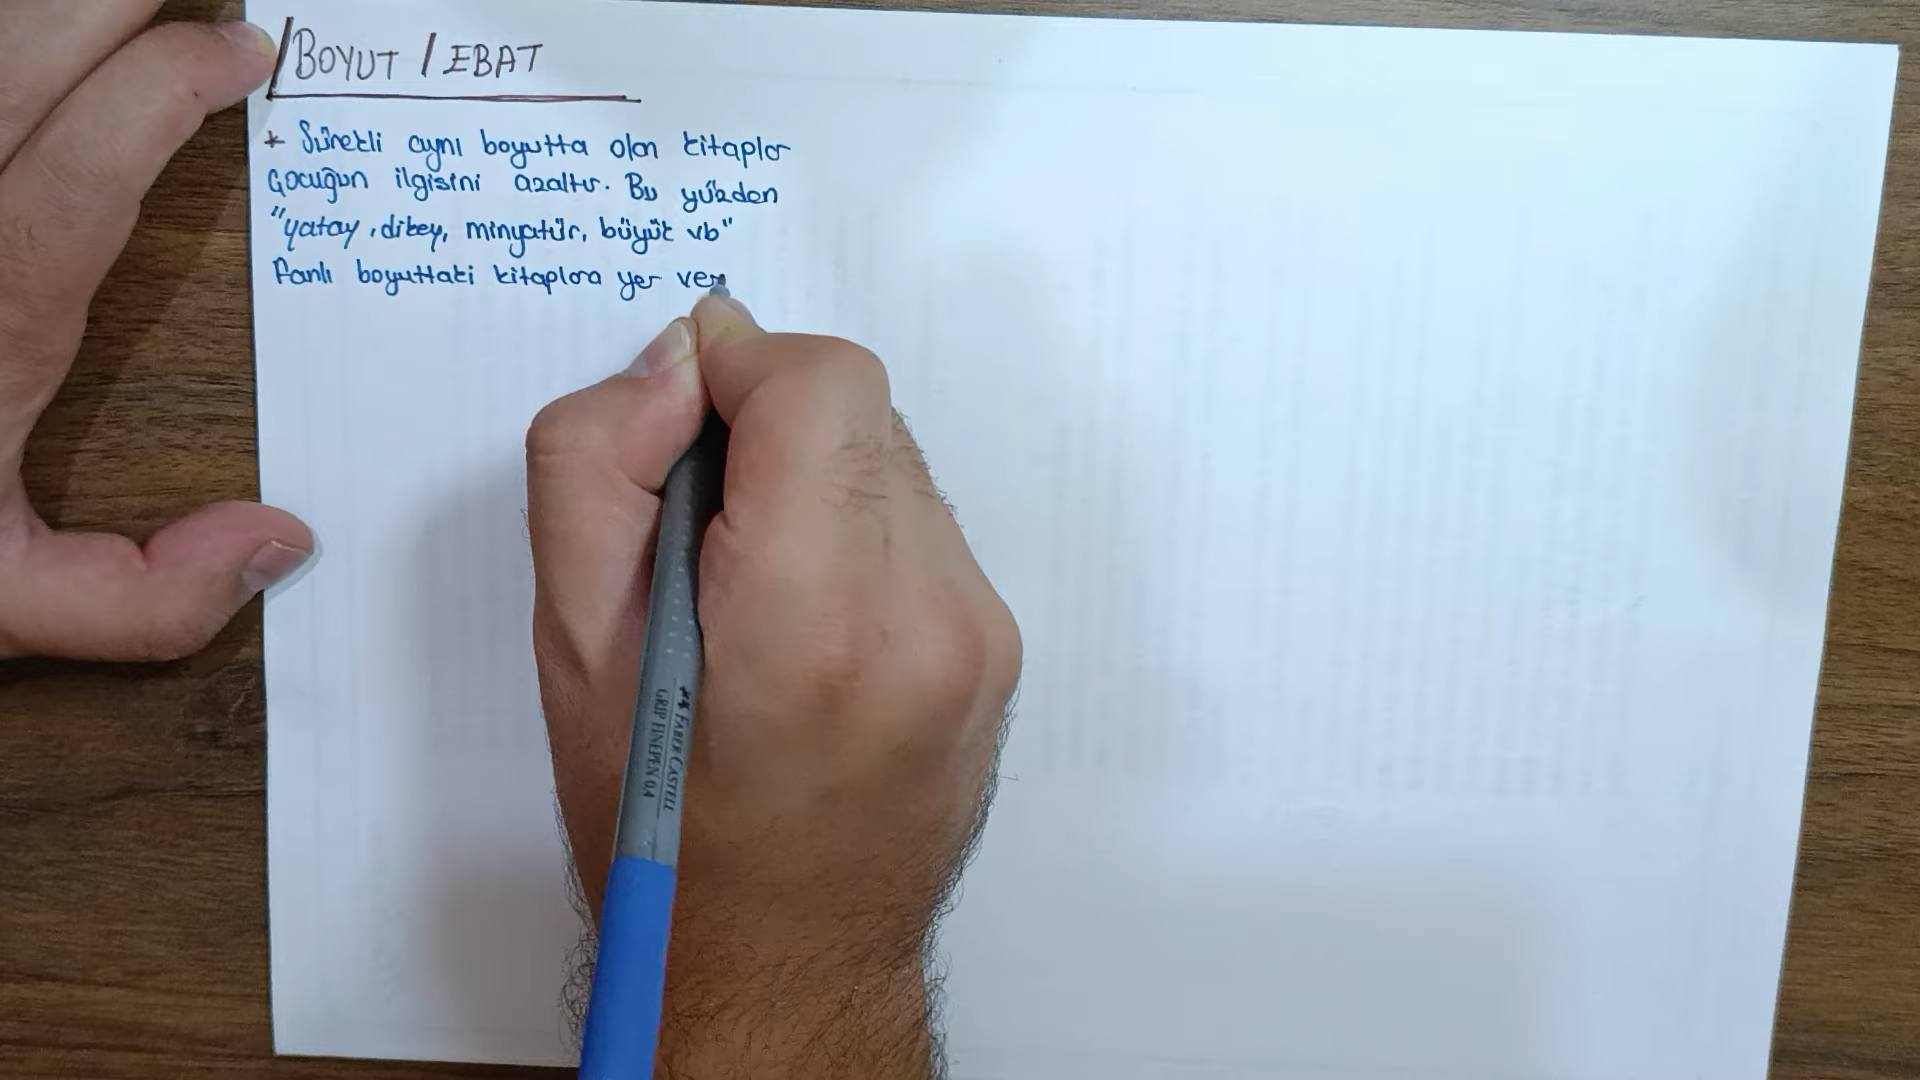 /BOYUT / EBAT
* Sürekli aynı boyutta olan kitaplar
Çocuğun ilgisini azaltır. Bu yüzden
"yatay, dikey, minyatür, büyük vb"
Farklı boyuttaki kitaplara yer ver
FABER CASTELL
GRIP FINEPEN 0,4